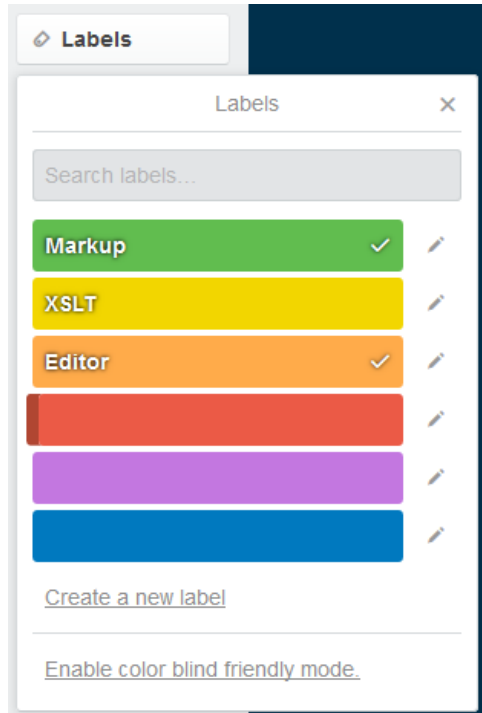 Labels
Labels
Search labels...
Markup
XSLT
Editor
Create a new label
Enable color blind friendly mode.